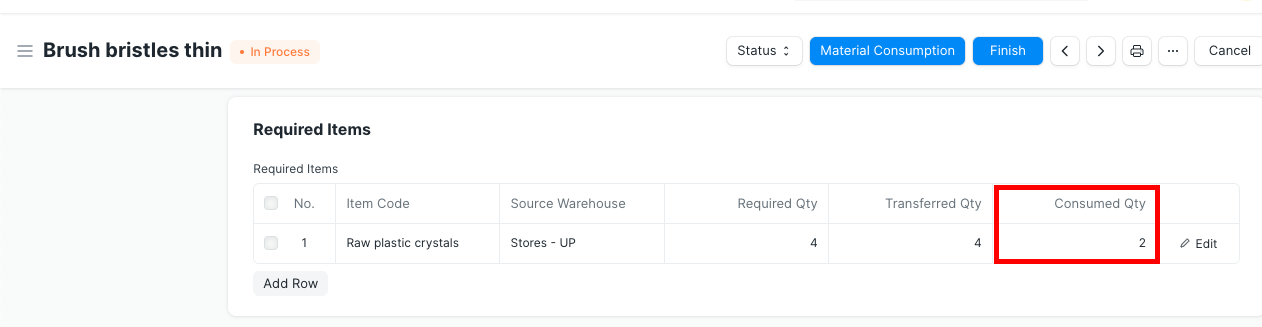 Brush bristles thin • In Process Status Material Consumption Finish ... Cancel
Required Items
Required Items
No. Item Code Source Warehouse Required Qty Transferred Qty Consumed Qty
1 Raw plastic crystals Stores - UP 4 4 2 Edit
Add Row